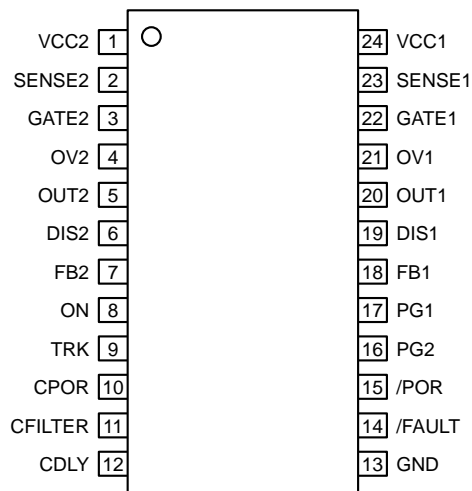 VCC2 1 24 VCC1
SENSE2 2 23 SENSE1
GATE2 3 22 GATE1
OV2 4 21 OV1
OUT2 5 20 OUT1
DIS2 6 19 DIS1
FB2 7 18 FB1
ON 8 17 PG1
TRK 9 16 PG2
CPOR 10 15 /POR
CFILTER 11 14 /FAULT
CDLY 12 13 GND